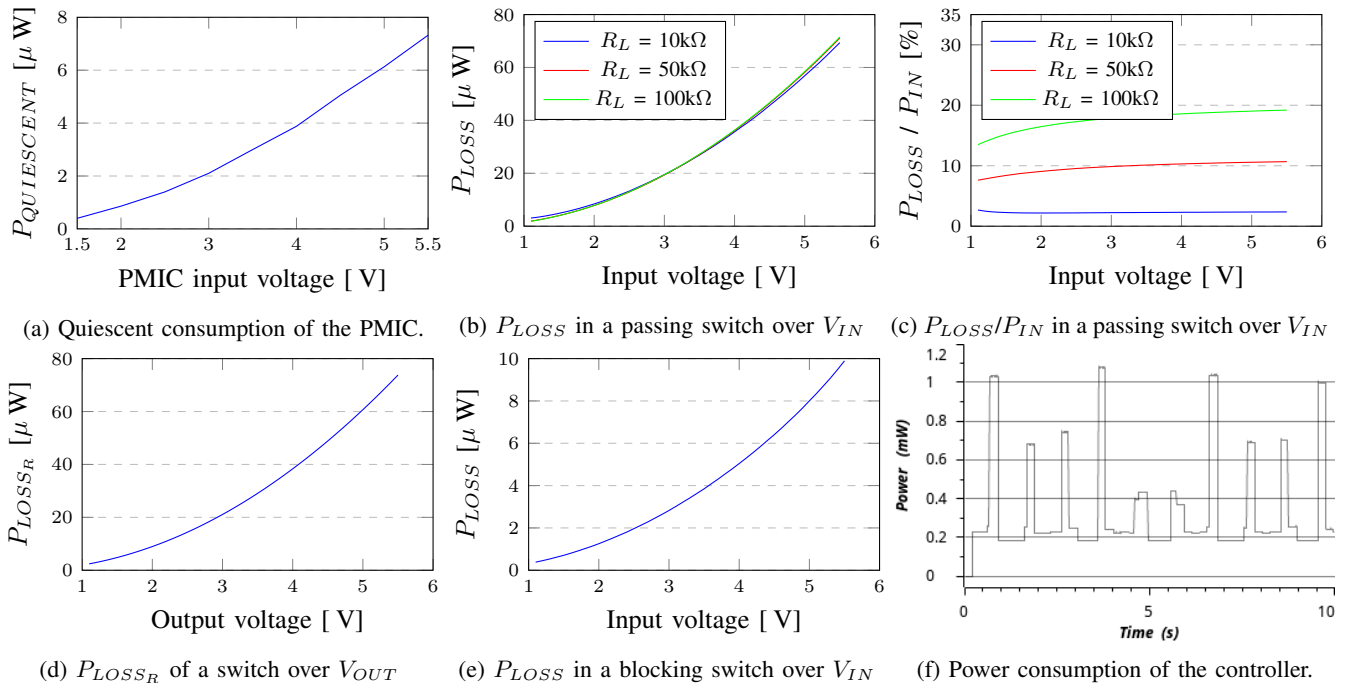 P_QUIESCENT [μ W]
8
6
4
2
0
1.5 2 3 4 5 5.5
PMIC input voltage [ V]
(a) Quiescent consumption of the PMIC.
P_LOSS [μ W]
80
60
40
20
0
1 2 3 4 5 6
R_L = 10kΩ
R_L = 50kΩ
R_L = 100kΩ
Input voltage [ V]
(b) P_LOSS in a passing switch over V_IN
P_LOSS / P_IN [%]
35
30
20
10
0
1 2 3 4 5 6
R_L = 10kΩ
R_L = 50kΩ
R_L = 100kΩ
Input voltage [ V]
(c) P_LOSS/P_IN in a passing switch over V_IN
P_LOSS_R [μ W]
80
60
40
20
0
1 2 3 4 5 6
Output voltage [ V]
(d) P_LOSS_R of a switch over V_OUT
P_LOSS [μ W]
10
8
6
4
2
0
1 2 3 4 5 6
Input voltage [ V]
(e) P_LOSS in a blocking switch over V_IN
Power (mW)
1.2
1
0.8
0.6
0.4
0.2
0
0 5 10
Time (s)
(f) Power consumption of the controller.